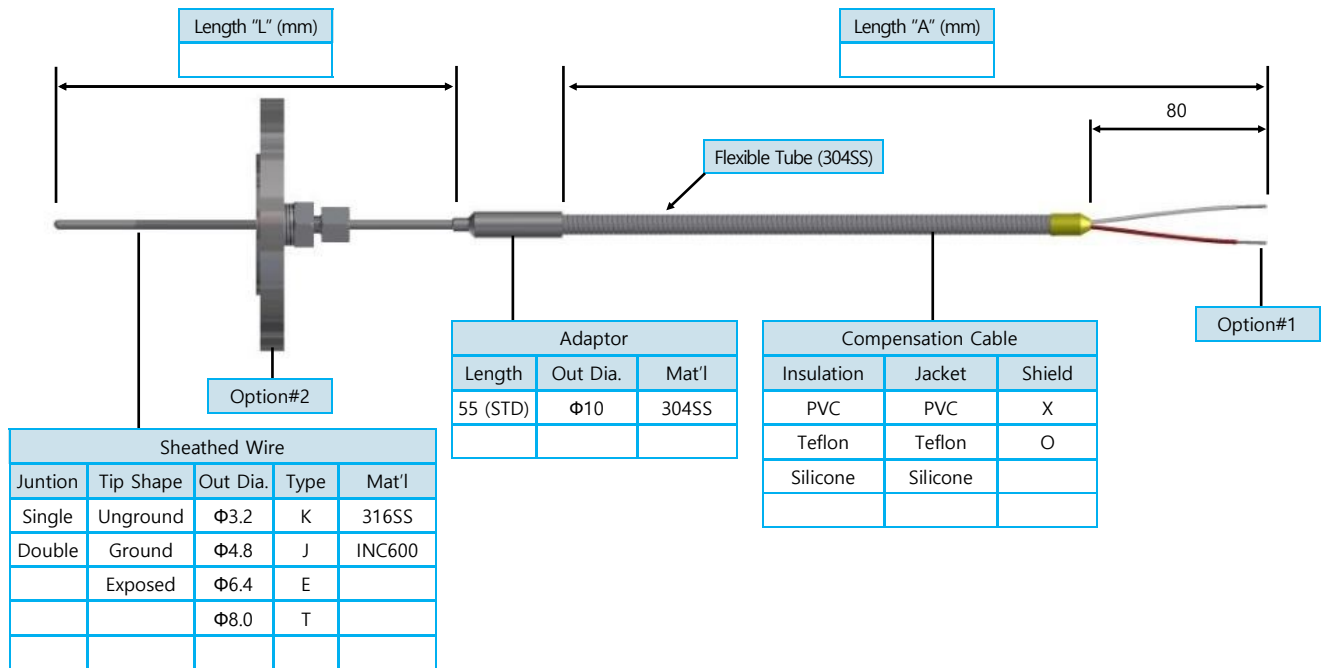 Length "L" (mm)
Length "A" (mm)
80
Flexible Tube (304SS)
Option#1
Option#2
Adaptor
Length Out Dia. Mat'l
55 (STD) Φ10 304SS
Compensation Cable
Insulation Jacket Shield
PVC PVC X
Teflon Teflon O
Silicone Silicone
Sheathed Wire
Juntion Tip Shape Out Dia. Type Mat'l
Single Unground Φ3.2 K 316SS
Double Ground Φ4.8 J INC600
Exposed Φ6.4 E
Φ8.0 T